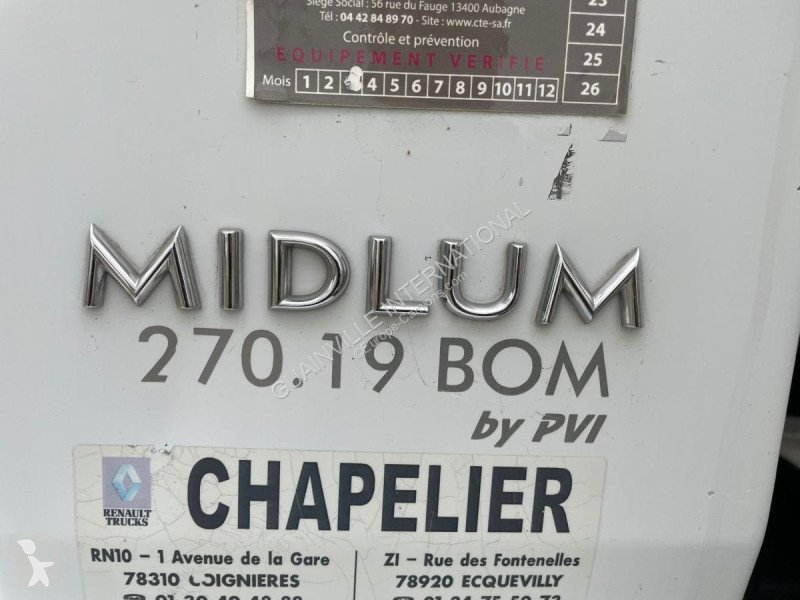 Siège Social : 56 rue du Fauge 13400 Aubagne
Tél : 04 42 84 89 70 - Site : www.cte-sa.fr
Contrôle et prévention
EQUIPEMENT VERIFIE
Mois 1 2 4 5 6 7 8 9 10 11 12
23
24
25
26
MIDLUM
270.19 BOM
by PVI
GUAINVILLE INTERNATIONAL
RENAULT
TRUCKS
CHAPELIER
RN10 – 1 Avenue de la Gare
78310 COIGNIERES
ZI – Rue des Fontenelles
78920 ECQUEVILLY